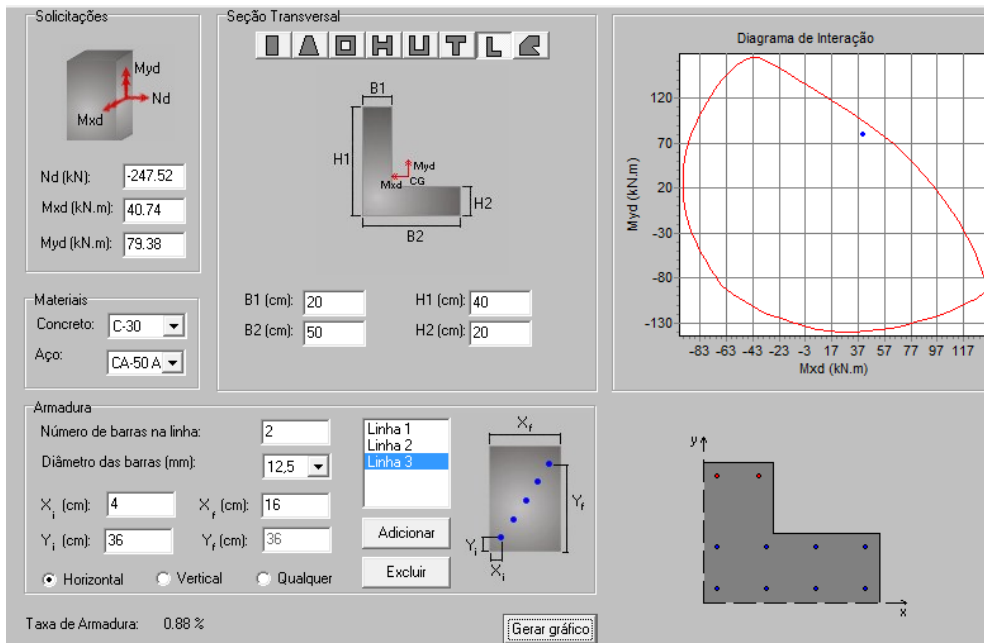 Solicitações
Myd
Nd
Mxd
Nd (kN): -247.52
Mxd (kN.m): 40.74
Myd (kN.m): 79.38
Materiais
Concreto: C-30
Aço: CA-50 A
Seção Transversal
B1
H1
Myd
Mxd CG
H2
B2
B1 (cm): 20 H1 (cm): 40
B2 (cm): 50 H2 (cm): 20
Diagrama de Interação
Myd (kN.m)
120
70
20
-30
-80
-130
-83 -63 -43 -23 -3 17 37 57 77 97 117
Mxd (kN.m)
Armadura
Número de barras na linha: 2
Diâmetro das barras (mm): 12,5
Xi (cm): 4 Xf (cm): 16
Yi (cm): 36 Yf (cm): 36
Horizontal Vertical Qualquer
Linha 1
Linha 2
Linha 3
Adicionar
Excluir
Xf
Yf
Yi
Xi
y
x
Taxa de Armadura: 0.88 %
Gerar gráfico